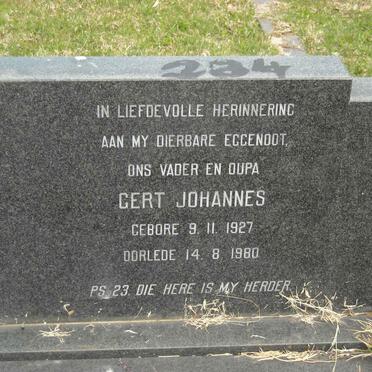 284
IN LIEFDEVOLLE HERINNERING
AAN MY DIERBARE EGGENOOT,
ONS VADER EN OUPA
GERT JOHANNES
GEBORE 9. 11. 1927
OORLEDE 14. 8. 1980
PS. 23. DIE HERE IS MY HERDER.